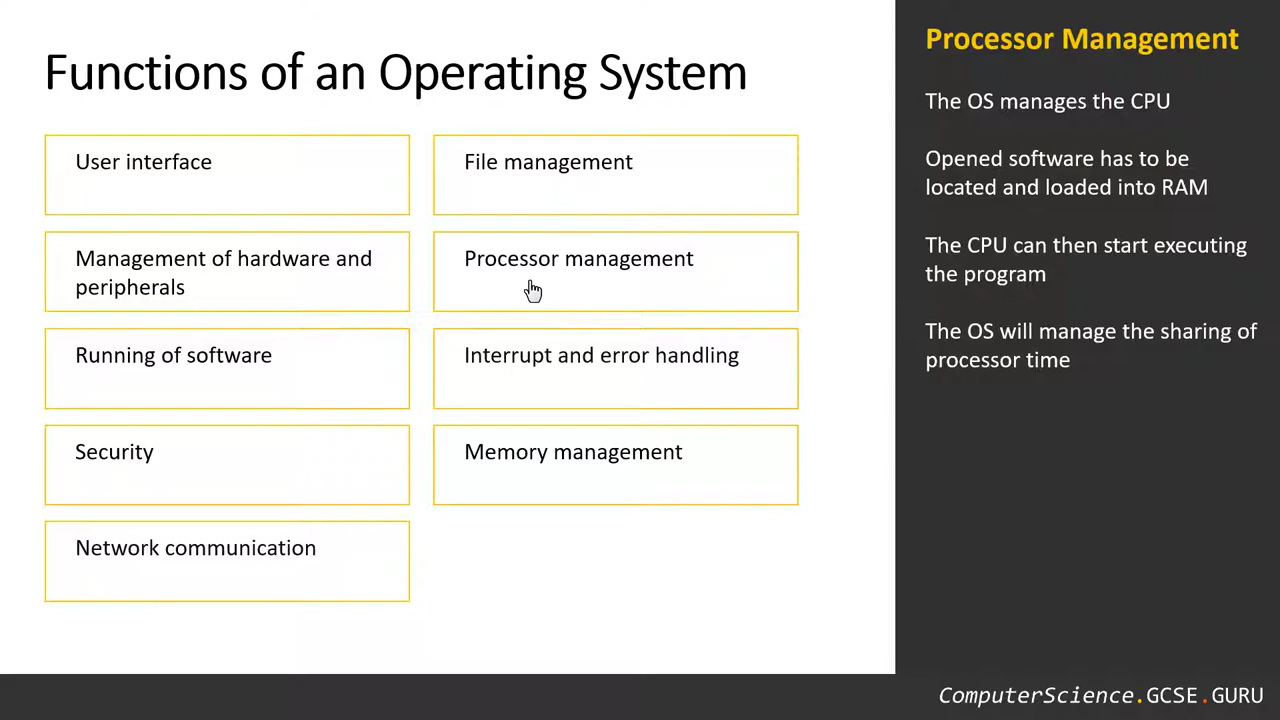 Functions of an Operating System
User interface
File management
Management of hardware and
peripherals
Processor management
Running of software
Interrupt and error handling
Security
Memory management
Network communication
Processor Management
The OS manages the CPU
Opened software has to be
located and loaded into RAM
The CPU can then start executing
the program
The OS will manage the sharing of
processor time
ComputerScience.GCSE.GURU